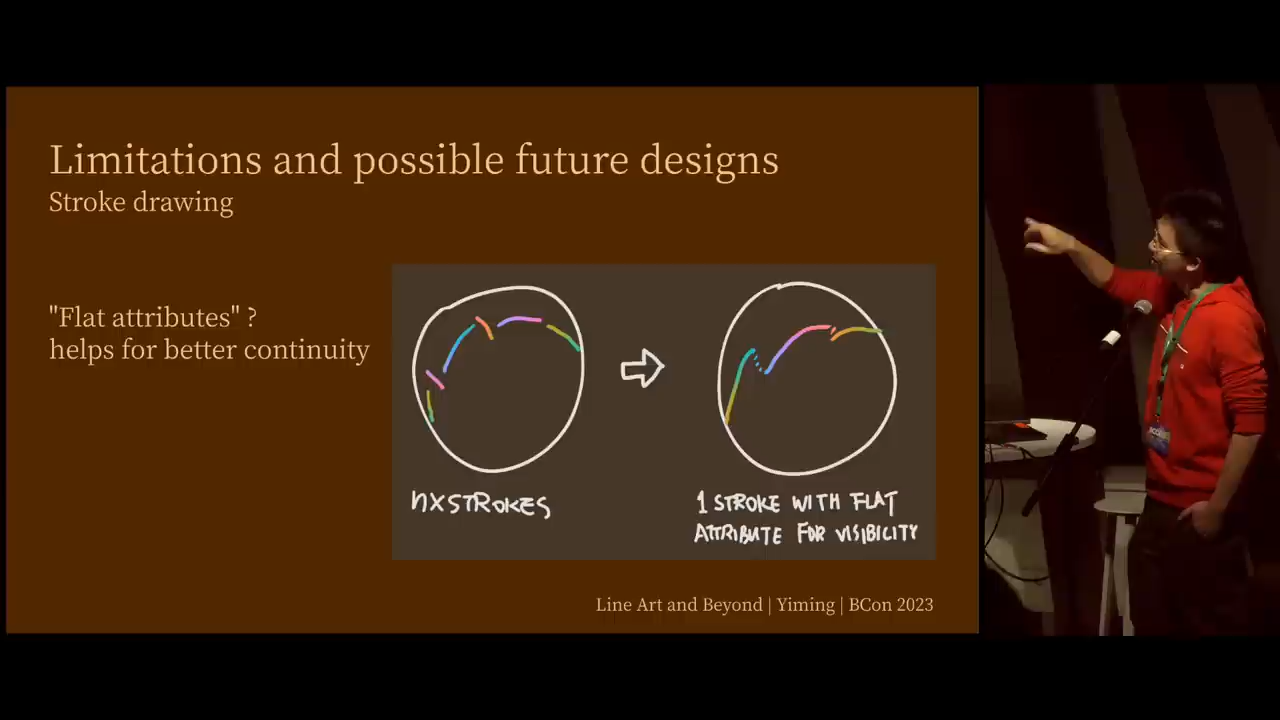 Limitations and possible future designs
Stroke drawing
"Flat attributes" ?
helps for better continuity
nXSTROKES
1 STROKE WITH FLAT
ATTRIBUTE FOR VISIBILITY
Line Art and Beyond | Yiming | BCon 2023